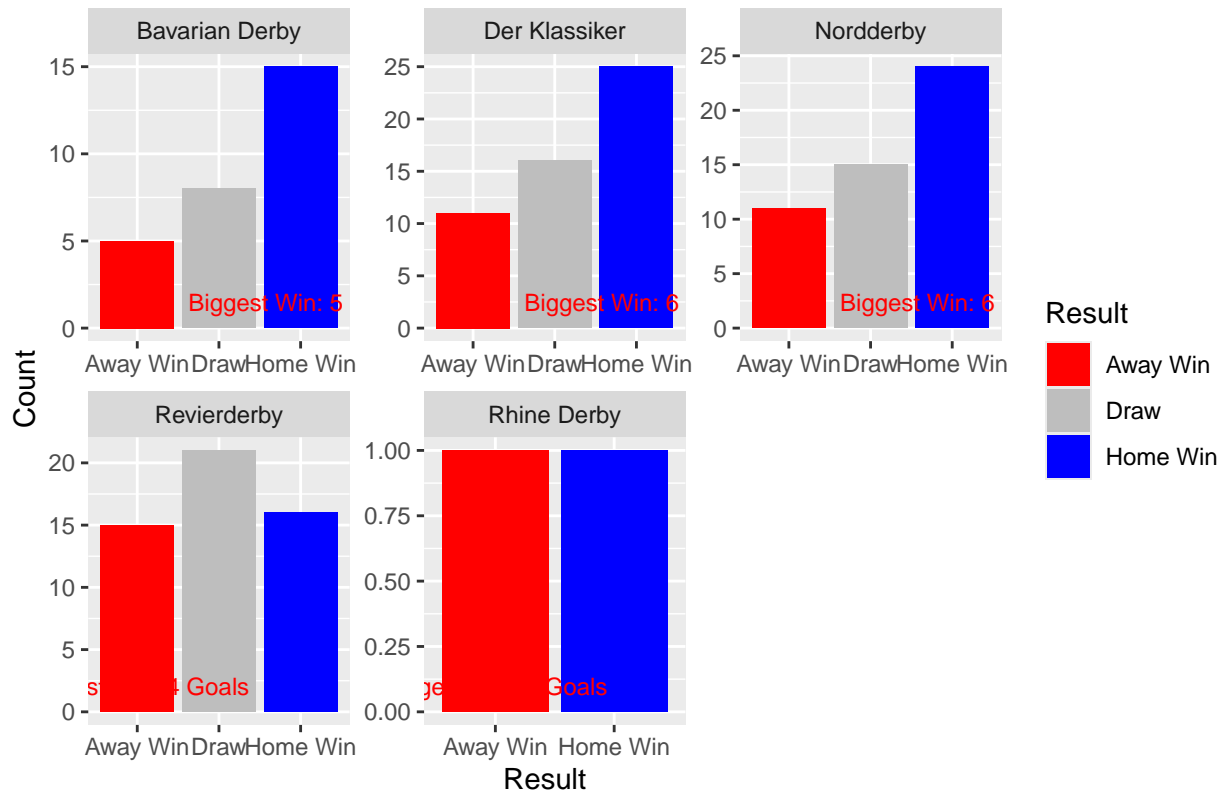 Bavarian Derby
Der Klassiker
Nordderby
15
10
5
0
25
20
15
10
5
0
25
20
15
10
5
0
Biggest Win: 5
Biggest Win: 6
Biggest Win: 6
Away Win Draw Home Win
Away Win Draw Home Win
Away Win Draw Home Win
Count
Revierderby
Rhine Derby
20
15
10
5
0
1.00
0.75
0.50
0.25
0.00
4 Goals
Goals
Away Win Draw Home Win
Away Win Home Win
Result
Result
Away Win
Draw
Home Win